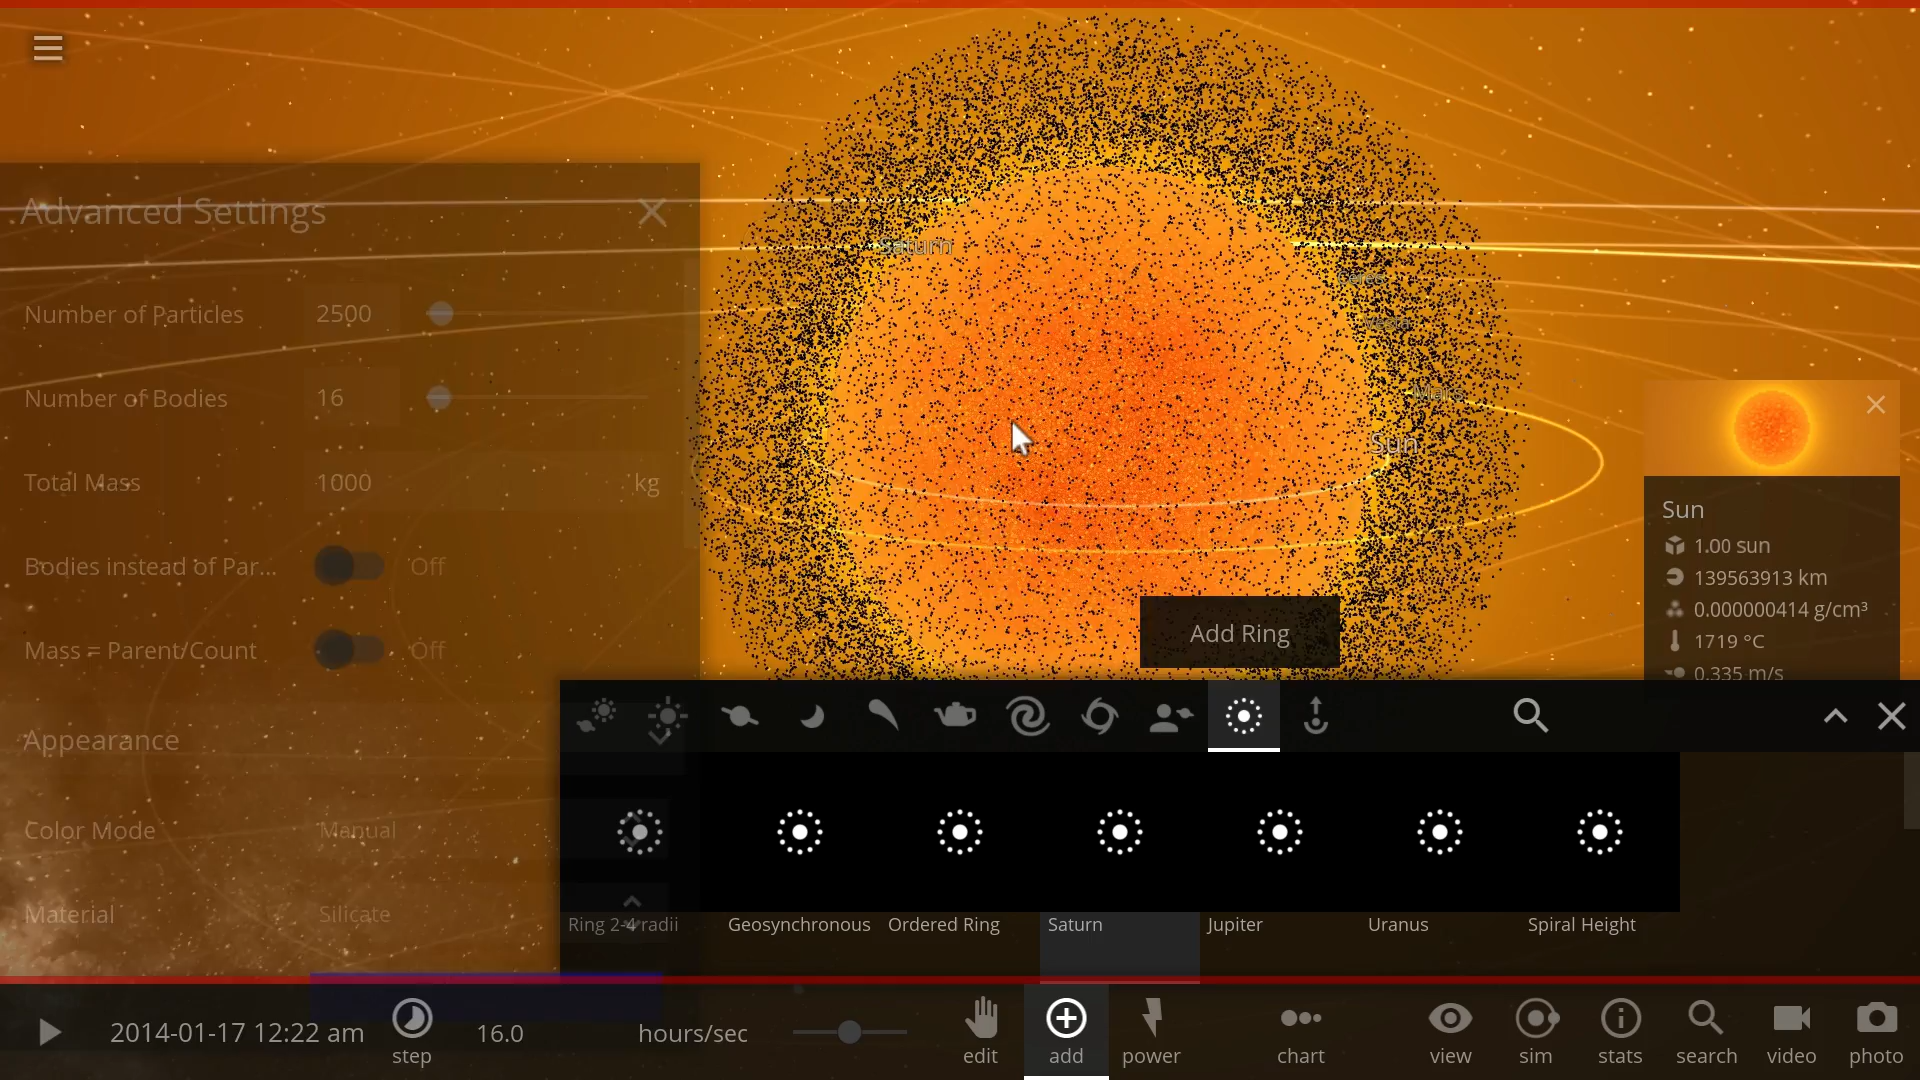 Advanced Settings
Number of Particles 2500
Number of Bodies 16
Total Mass 1000 kg
Bodies instead of Par... Off
Mass = Parent/Count Off
Appearance
Color Mode Manual
Material Silicate
Saturn
Ceres
Vesta
Mars
Sun
Sun
1.00 sun
139563913 km
0.000000414 g/cm³
1719 °C
0.335 m/s
Add Ring
Ring 2-4 radii Geosynchronous Ordered Ring Saturn Jupiter Uranus Spiral Height
2014-01-17 12:22 am step 16.0 hours/sec edit add power chart view sim stats search video photo